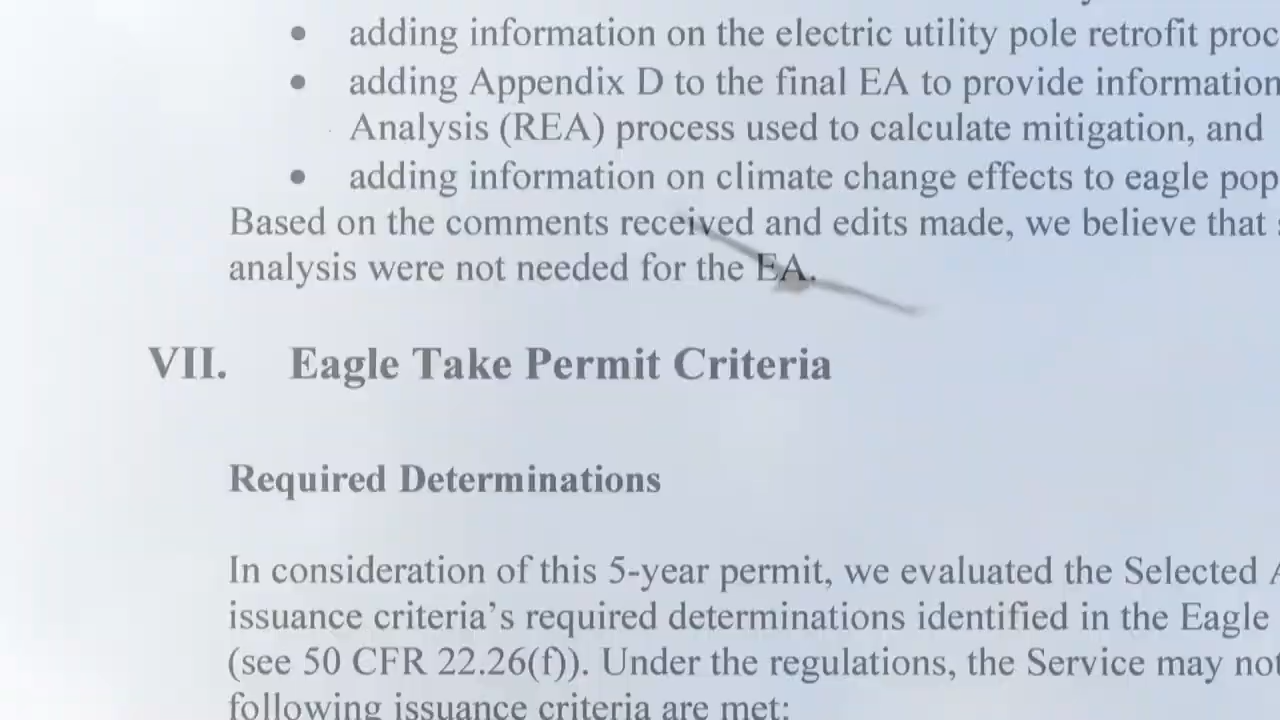 • adding information on the electric utility pole retrofit proc
• adding Appendix D to the final EA to provide information
Analysis (REA) process used to calculate mitigation, and
• adding information on climate change effects to eagle pop
Based on the comments received and edits made, we believe that
analysis were not needed for the EA.
VII. Eagle Take Permit Criteria
Required Determinations
In consideration of this 5-year permit, we evaluated the Selected A
issuance criteria's required determinations identified in the Eagle
(see 50 CFR 22.26(f)). Under the regulations, the Service may not
following issuance criteria are met: